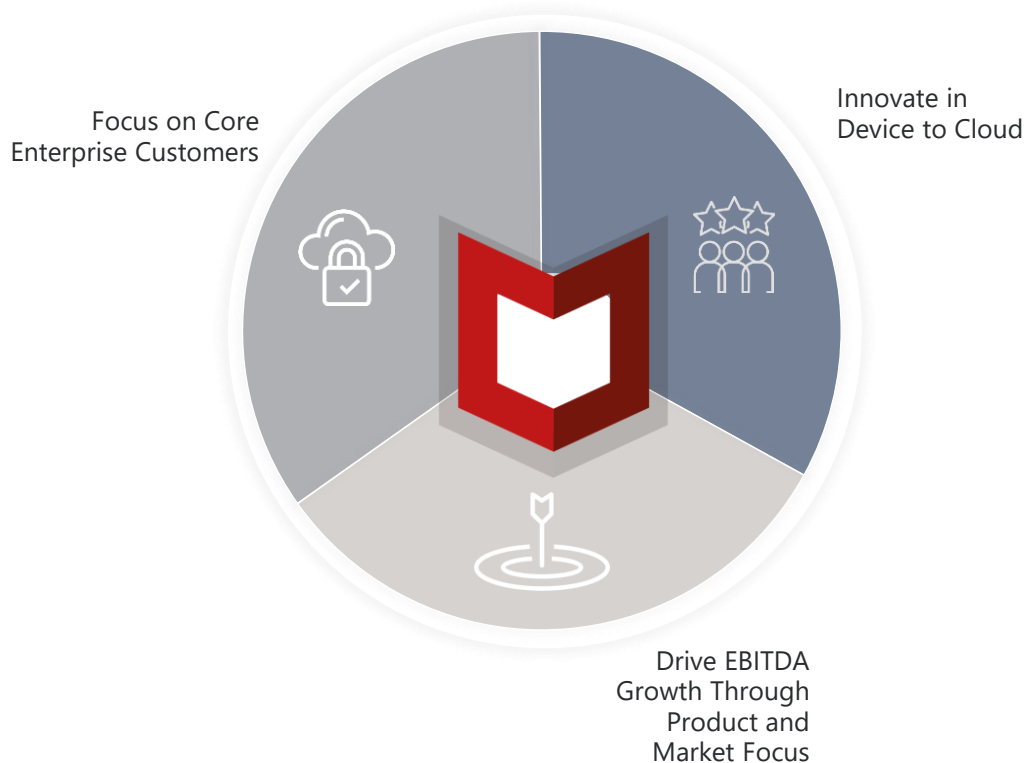 Focus on Core
Enterprise Customers
Innovate in
Device to Cloud
Drive EBITDA
Growth Through
Product and
Market Focus